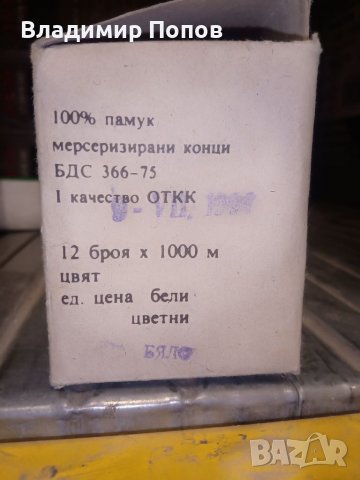 Владимир Попов
100% памук
мерсеризирани конци
БДС 366-75
I качество ОТКК
12 броя x 1000 м
цвят
ед. цена бели
цветни
БЯЛО
BAZAR